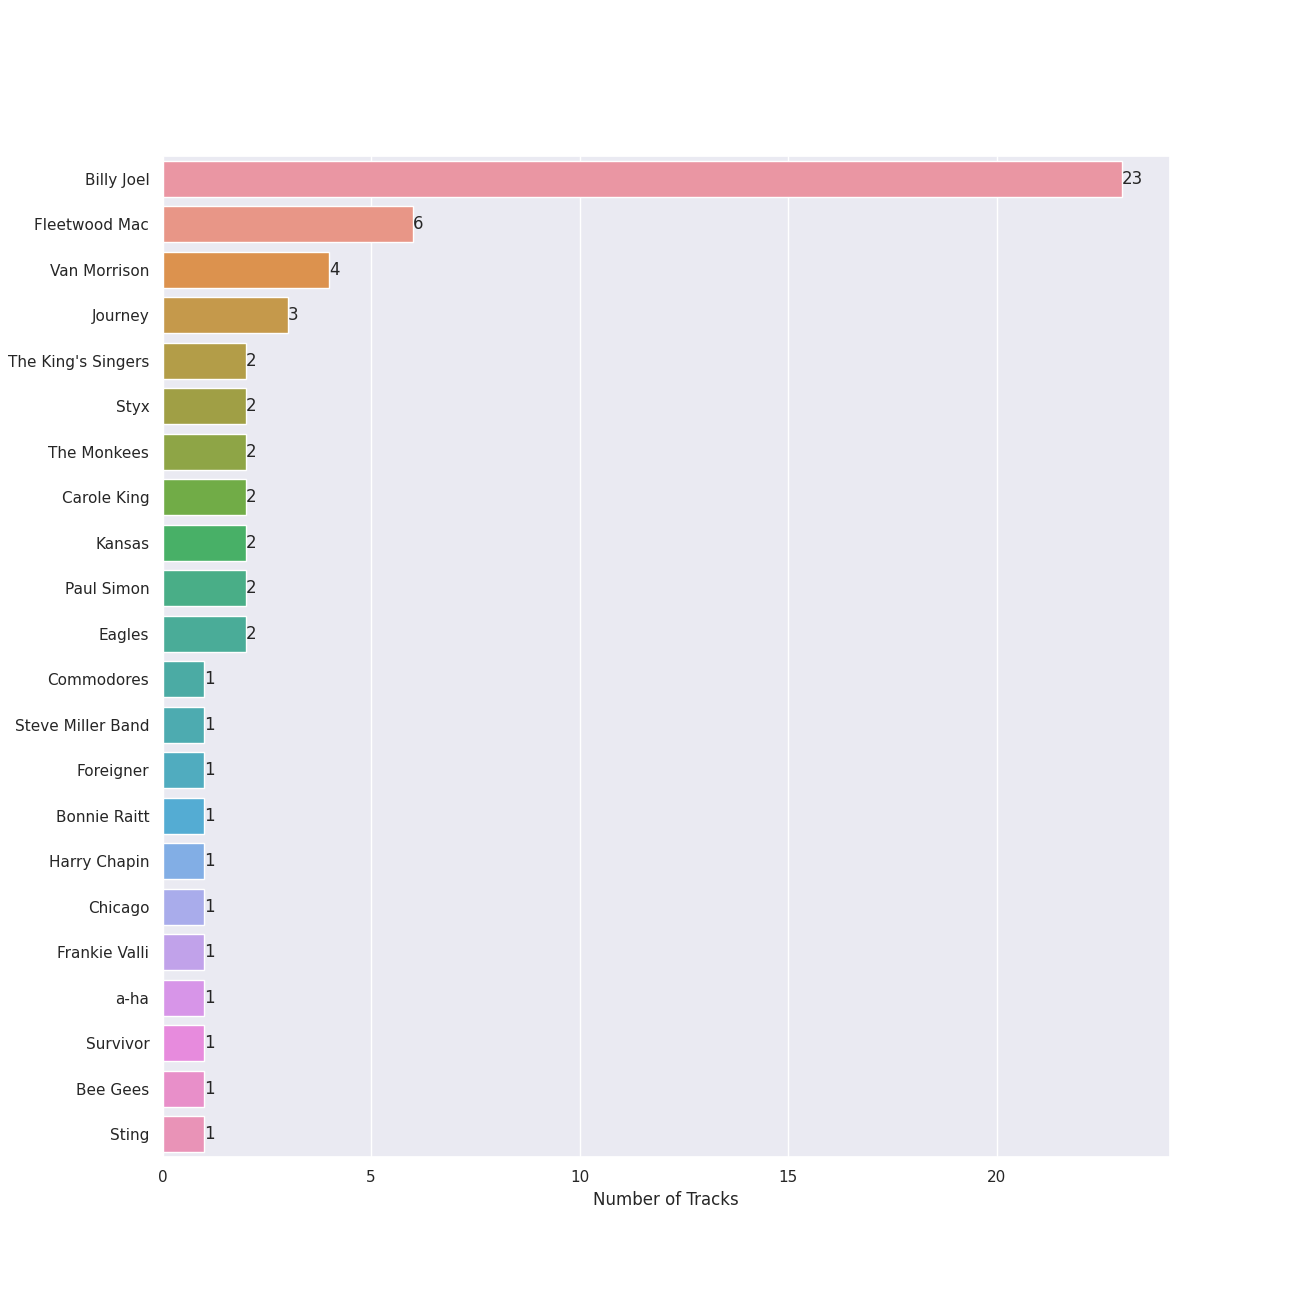 Billy Joel 23
Fleetwood Mac 6
Van Morrison 4
Journey 3
The King's Singers 2
Styx 2
The Monkees 2
Carole King 2
Kansas 2
Paul Simon 2
Eagles 2
Commodores 1
Steve Miller Band 1
Foreigner 1
Bonnie Raitt 1
Harry Chapin 1
Chicago 1
Frankie Valli 1
a-ha 1
Survivor 1
Bee Gees 1
Sting 1
0 5 10 15 20
Number of Tracks